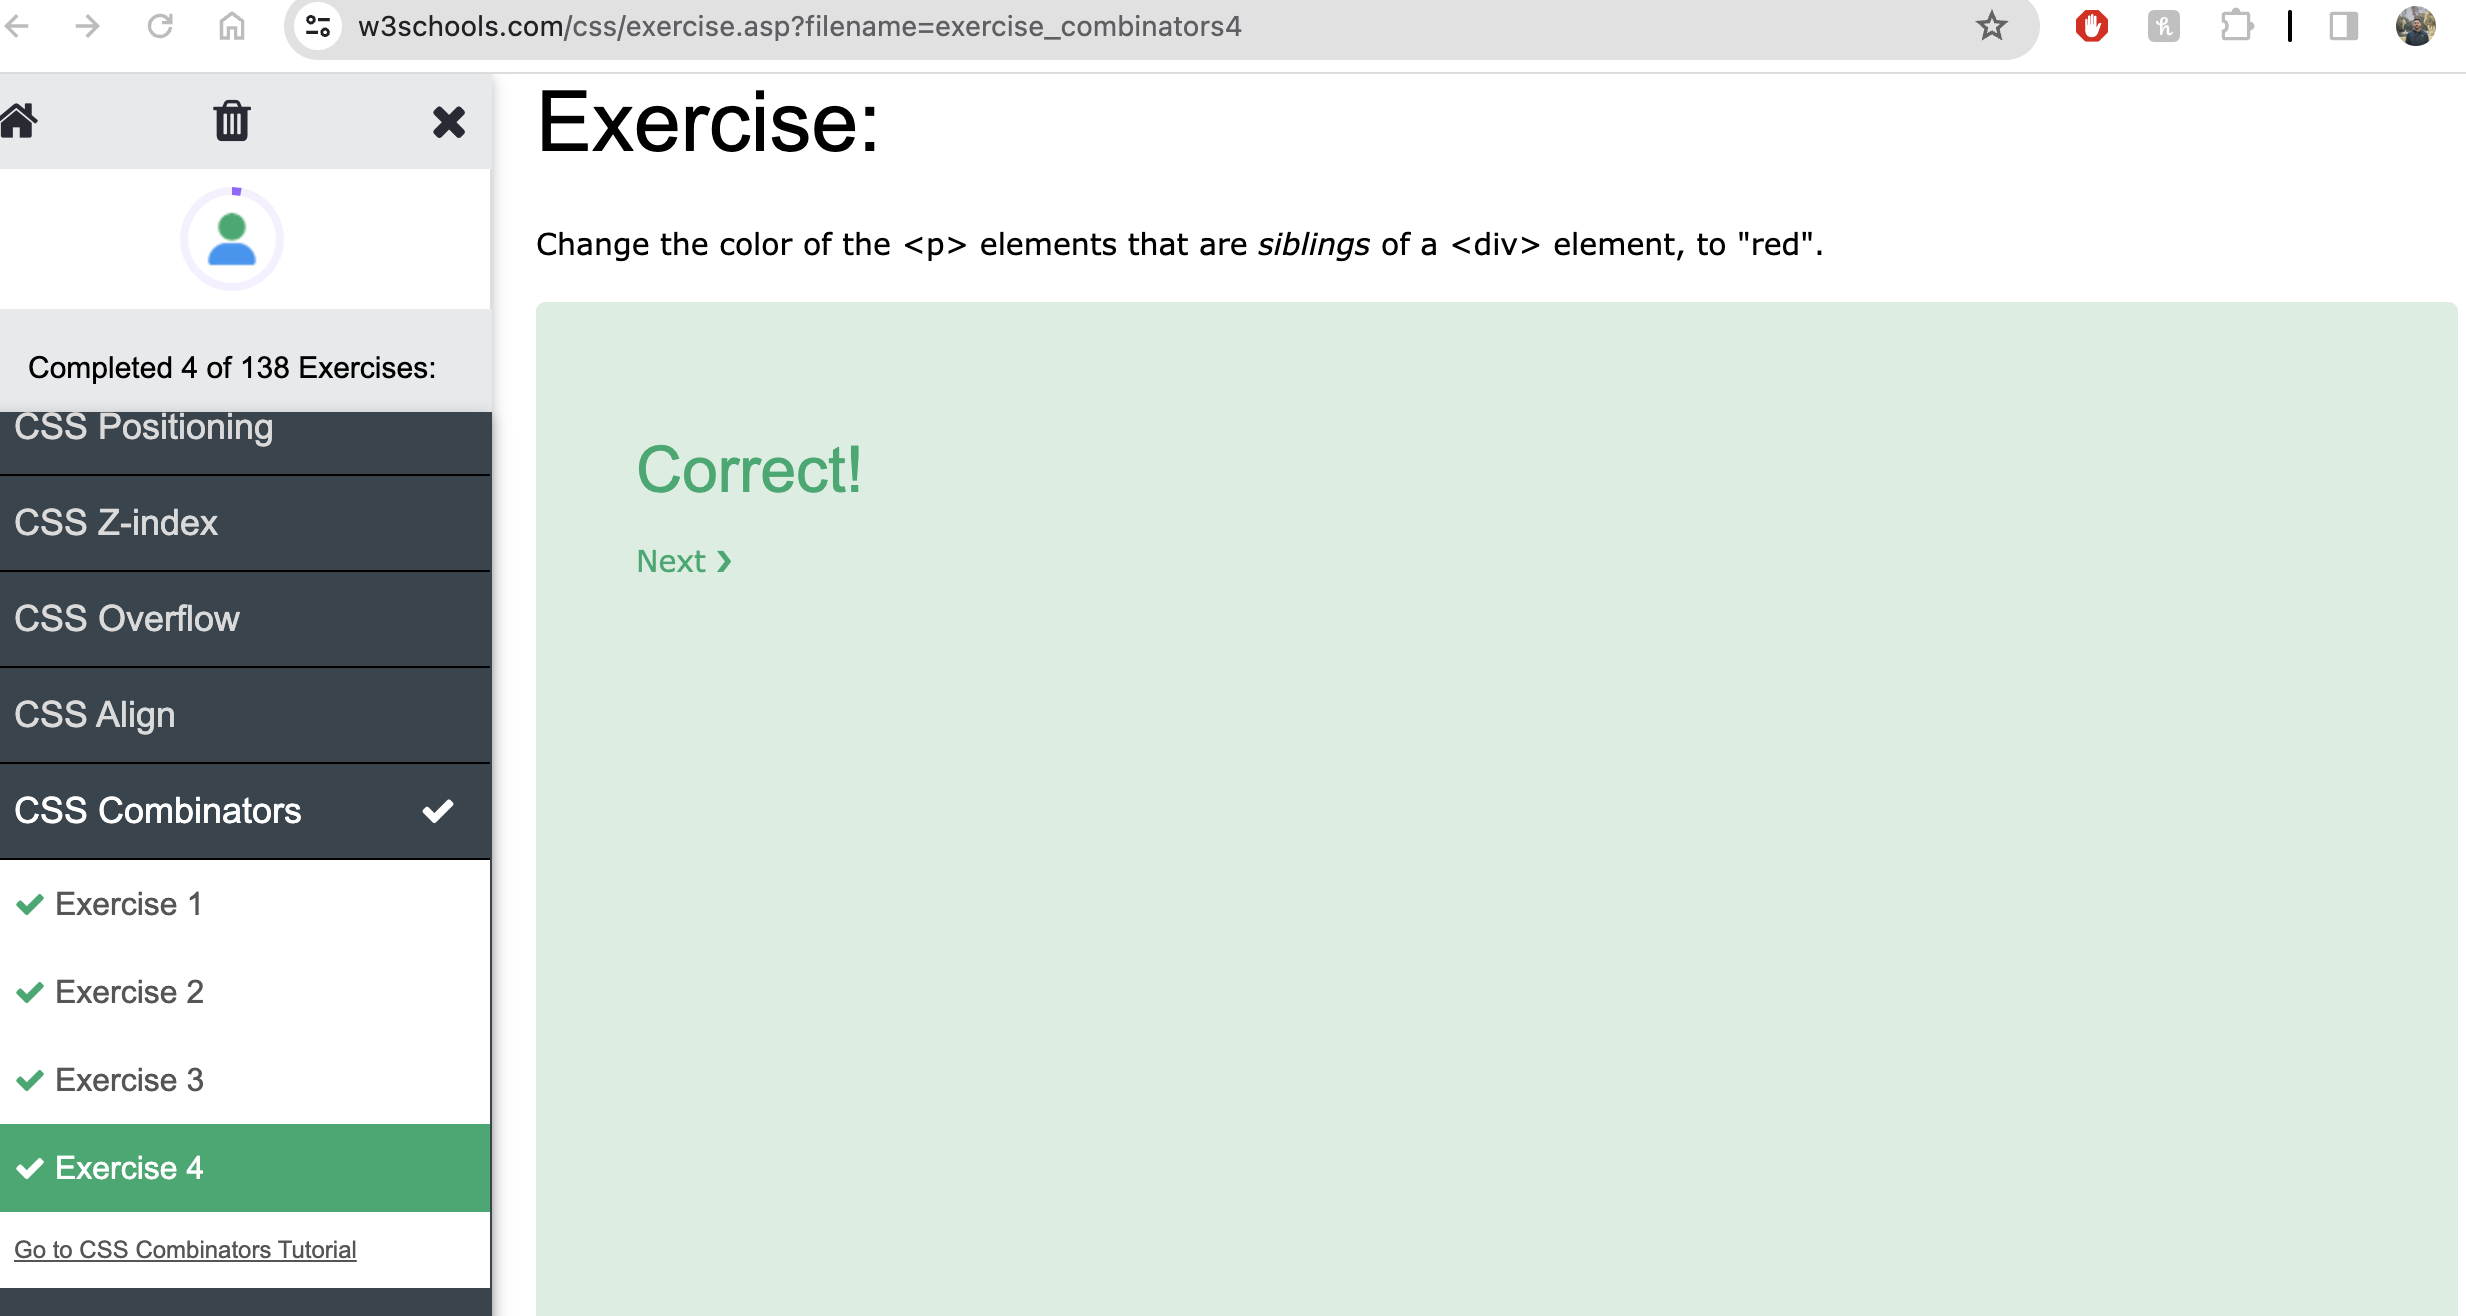 w3schools.com/css/exercise.asp?filename=exercise_combinators4
Completed 4 of 138 Exercises:
CSS Positioning
CSS Z-index
CSS Overflow
CSS Align
CSS Combinators
Exercise 1
Exercise 2
Exercise 3
Exercise 4
Go to CSS Combinators Tutorial
Exercise:
Change the color of the <p> elements that are siblings of a <div> element, to "red".
Correct!
Next ❯